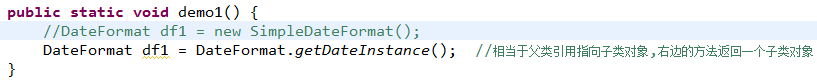 public static void demo1() {
//DateFormat df1 = new SimpleDateFormat();
DateFormat df1 = DateFormat.getDateInstance(); //相当于父类引用指向子类对象,右边的方法返回一个子类对象
}